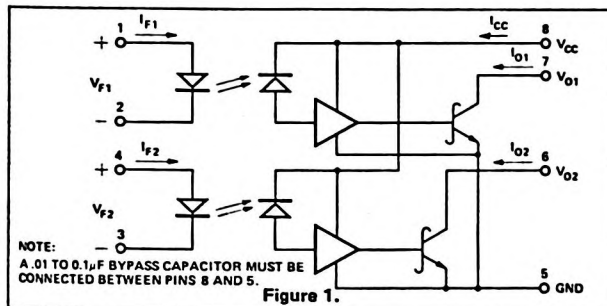 I_F1
1
+
V_F1
-
2
I_F2
4
+
V_F2
-
3
I_CC
8
V_CC
I_O1
7
V_O1
I_O2
6
V_O2
5
GND
NOTE:
A .01 TO 0.1μF BYPASS CAPACITOR MUST BE
CONNECTED BETWEEN PINS 8 AND 5.
Figure 1.